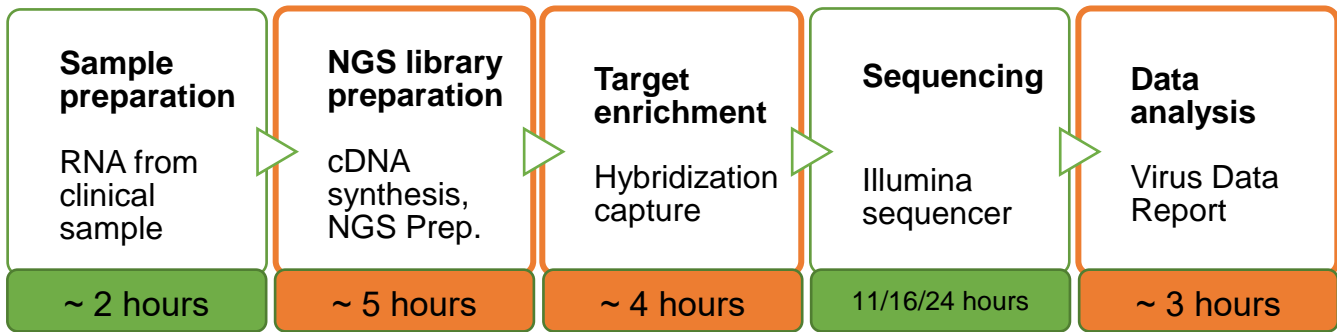 Sample
preparation
RNA from
clinical
sample
~ 2 hours
NGS library
preparation
cDNA
synthesis,
NGS Prep.
~ 5 hours
Target
enrichment
Hybridization
capture
~ 4 hours
Sequencing
Illumina
sequencer
11/16/24 hours
Data
analysis
Virus Data
Report
~ 3 hours